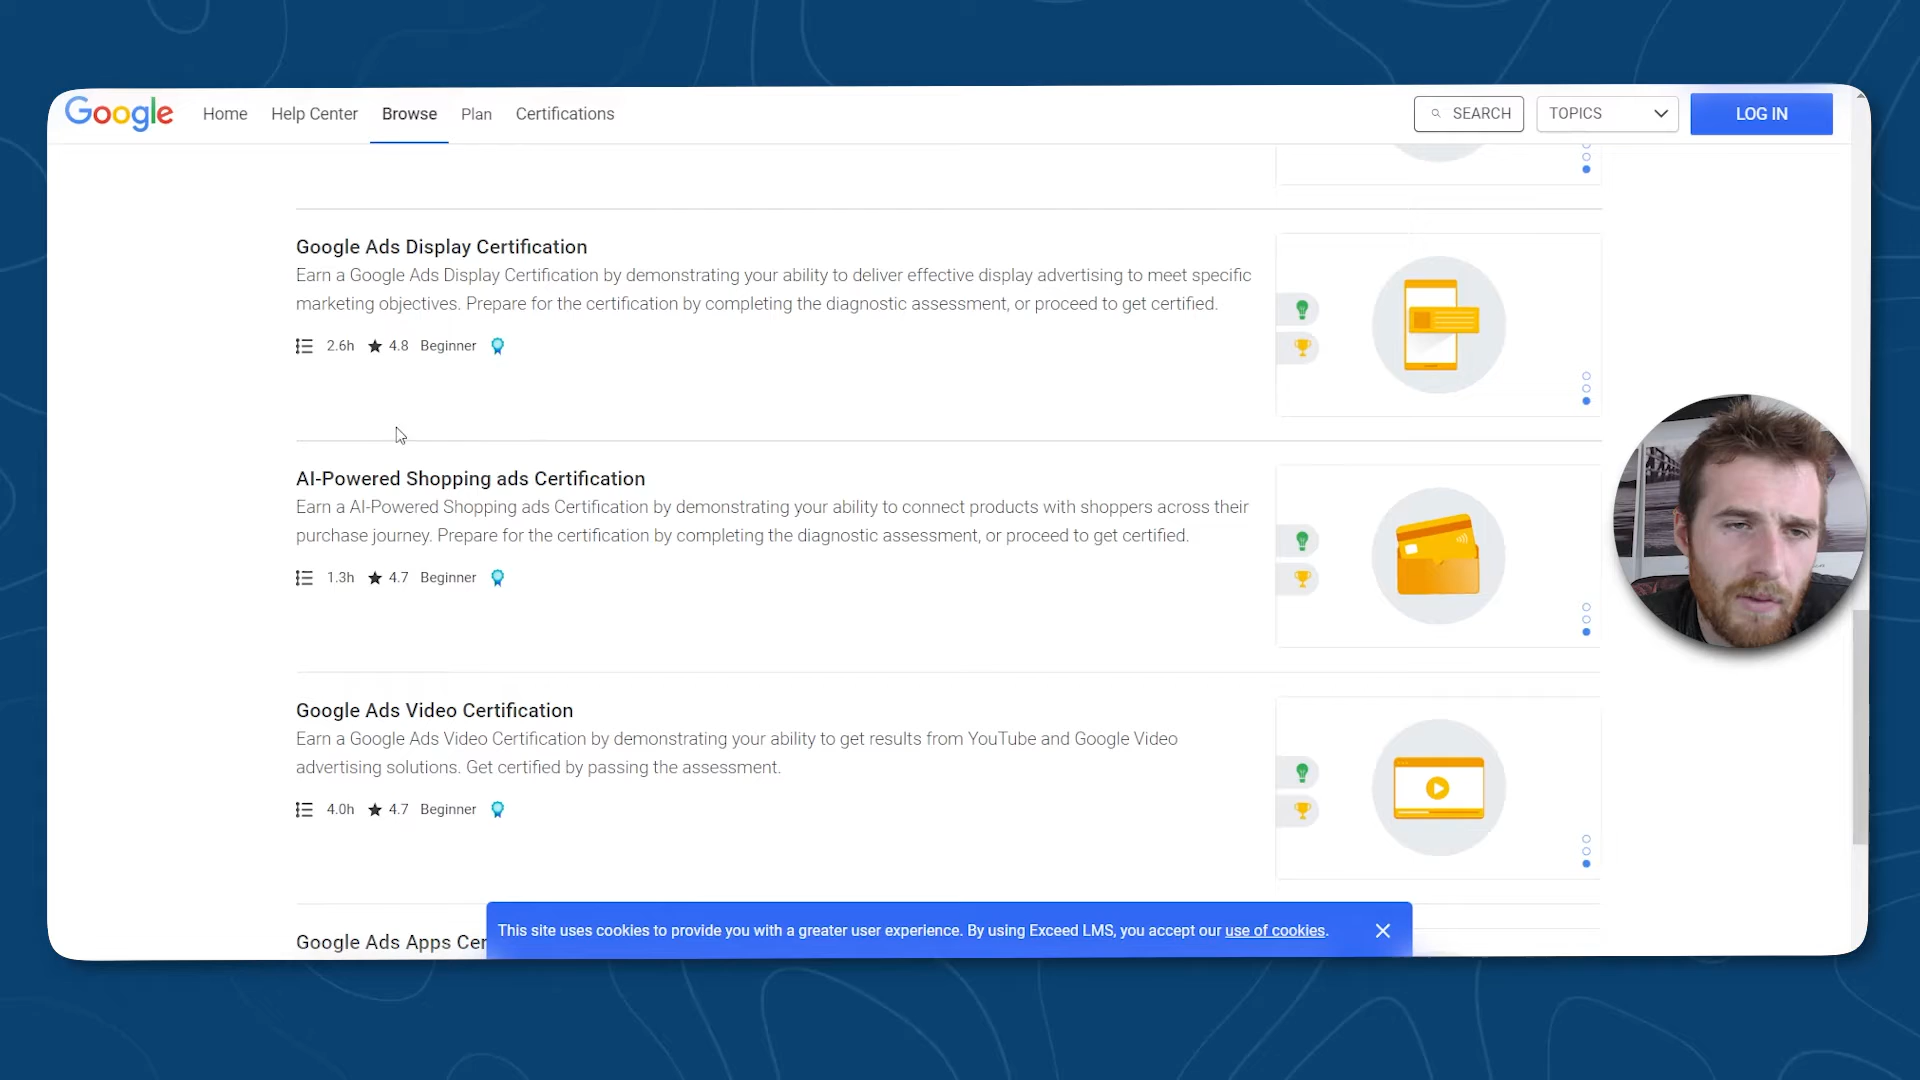 Google Home Help Center Browse Plan Certifications SEARCH TOPICS LOG IN
Google Ads Display Certification
Earn a Google Ads Display Certification by demonstrating your ability to deliver effective display advertising to meet specific
marketing objectives. Prepare for the certification by completing the diagnostic assessment, or proceed to get certified.
2.6h 4.8 Beginner
AI-Powered Shopping ads Certification
Earn a AI-Powered Shopping ads Certification by demonstrating your ability to connect products with shoppers across their
purchase journey. Prepare for the certification by completing the diagnostic assessment, or proceed to get certified.
1.3h 4.7 Beginner
Google Ads Video Certification
Earn a Google Ads Video Certification by demonstrating your ability to get results from YouTube and Google Video
advertising solutions. Get certified by passing the assessment.
4.0h 4.7 Beginner
Google Ads Apps Cer
This site uses cookies to provide you with a greater user experience. By using Exceed LMS, you accept our use of cookies.